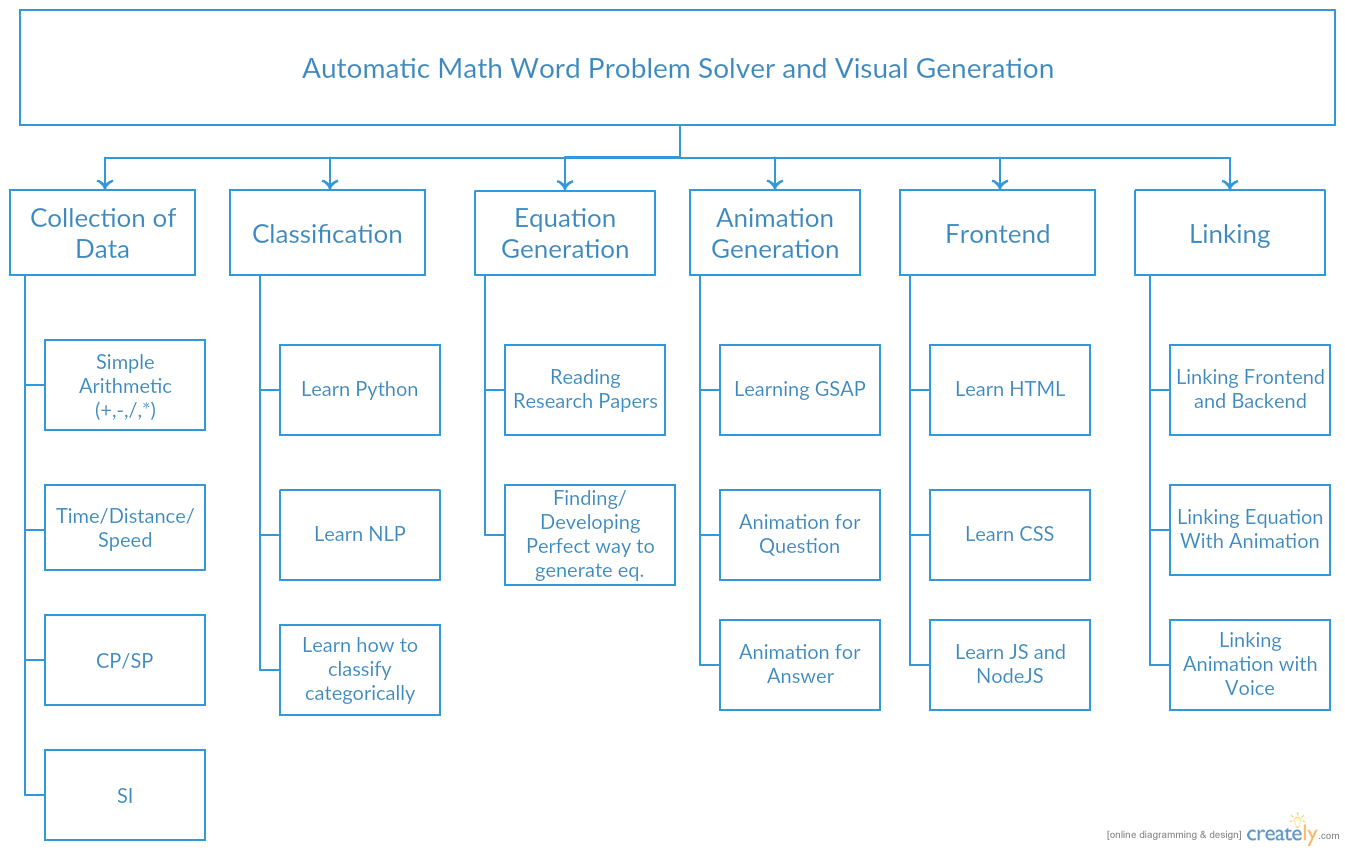 Automatic Math Word Problem Solver and Visual Generation
Collection of
Data
Classification
Equation
Generation
Animation
Generation
Frontend
Linking
Simple
Arithmetic
(+,-,/,*)
Time/Distance/
Speed
CP/SP
SI
Learn Python
Learn NLP
Learn how to
classify
categorically
Reading
Research Papers
Finding/
Developing
Perfect way to
generate eq.
Learning GSAP
Animation for
Question
Animation for
Answer
Learn HTML
Learn CSS
Learn JS and
NodeJS
Linking Frontend
and Backend
Linking Equation
With Animation
Linking
Animation with
Voice
[online diagramming & design] creately.com